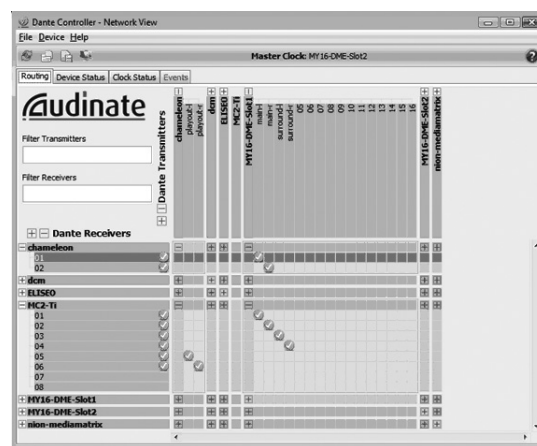 Dante Controller - Network View
File Device Help
Master Clock: MY16-DME-Slot2
Routing Device Status Clock Status Events
Audinate
Filter Transmitters
Filter Receivers
Dante Transmitters
chameleon
playout-l
playout-r
dcm
ELISEO
MC2-Ti
MY16-DME-Slot1
main-l
main-r
surround-l
surround-r
05
06
07
08
09
10
11
12
13
14
15
16
MY16-DME-Slot2
nion-mediamatrix
Dante Receivers
chameleon
01
02
dcm
ELISEO
MC2-Ti
01
02
03
04
05
06
07
08
MY16-DME-Slot1
MY16-DME-Slot2
nion-mediamatrix